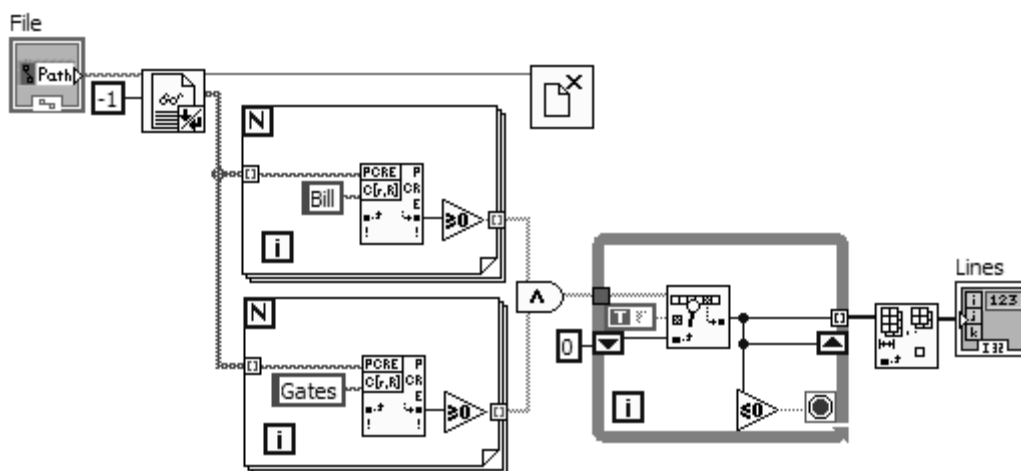 File
Path
-1
N
PCRE P
C[r,R] CR
E
Bill
! !
≥0
i
N
PCRE P
C[r,R] CR
E
Gates
! !
≥0
i
∧
T
0
i
≤0
Lines
i 123
j
k
I32